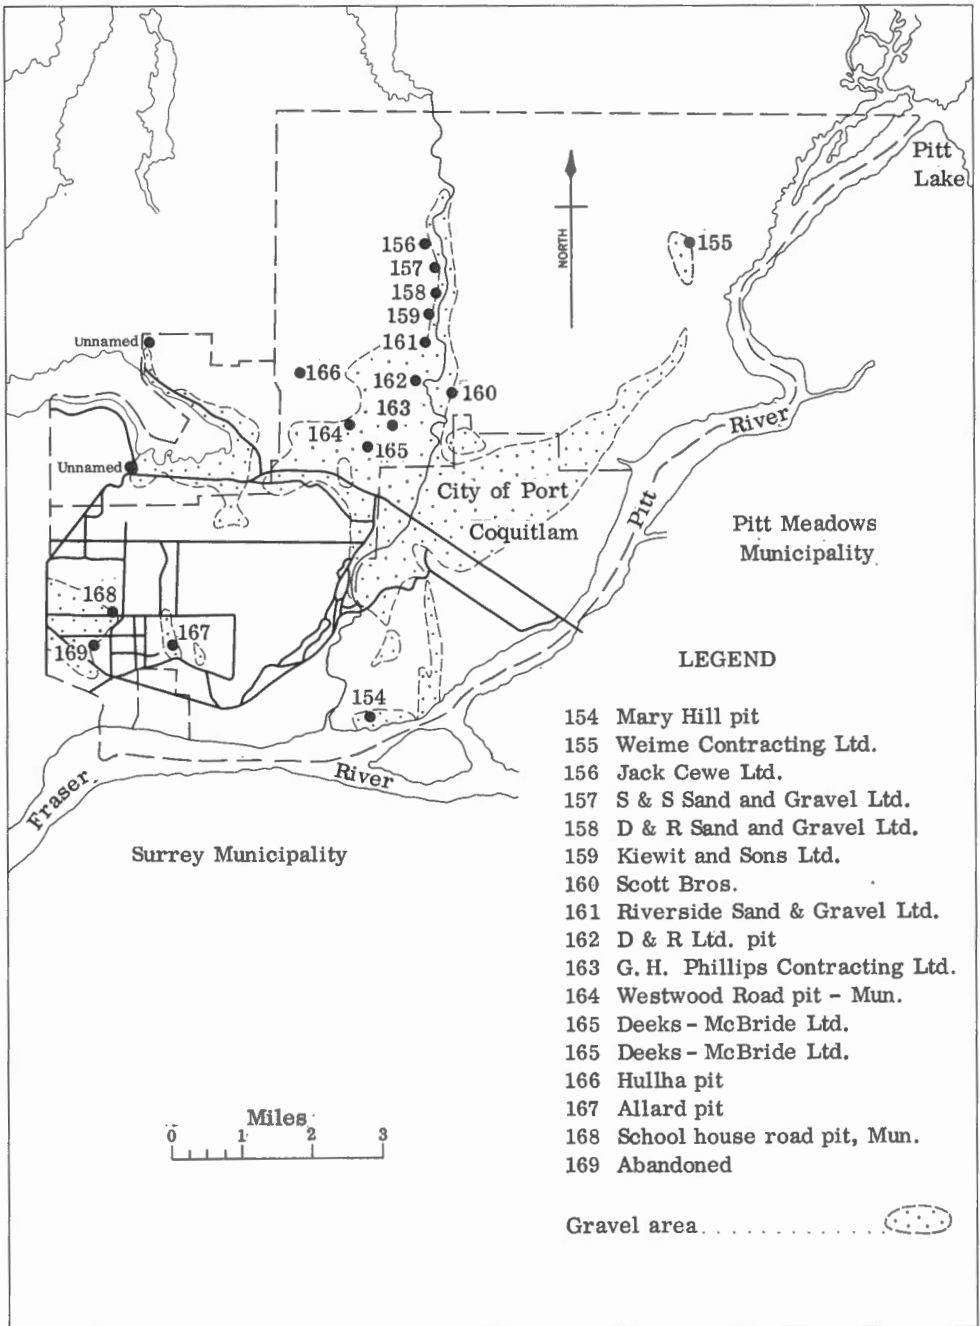 Pitt
Lake
NORTH
155
156
157
158
159
161
Unnamed
166
162
160
163
164
165
River
Unnamed
City of Port
Coquitlam
Pitt
Pitt Meadows
Municipality
168
167
169
154
LEGEND
Fraser
River
Surrey Municipality
154 Mary Hill pit
155 Weime Contracting Ltd.
156 Jack Cewe Ltd.
157 S & S Sand and Gravel Ltd.
158 D & R Sand and Gravel Ltd.
159 Kiewit and Sons Ltd.
160 Scott Bros.
161 Riverside Sand & Gravel Ltd.
162 D & R Ltd. pit
163 G. H. Phillips Contracting Ltd.
164 Westwood Road pit - Mun.
165 Deeks - McBride Ltd.
165 Deeks - McBride Ltd.
166 Hullha pit
167 Allard pit
168 School house road pit, Mun.
169 Abandoned
Miles
0 1 2 3
Gravel area. . . . . . . . . . . . .